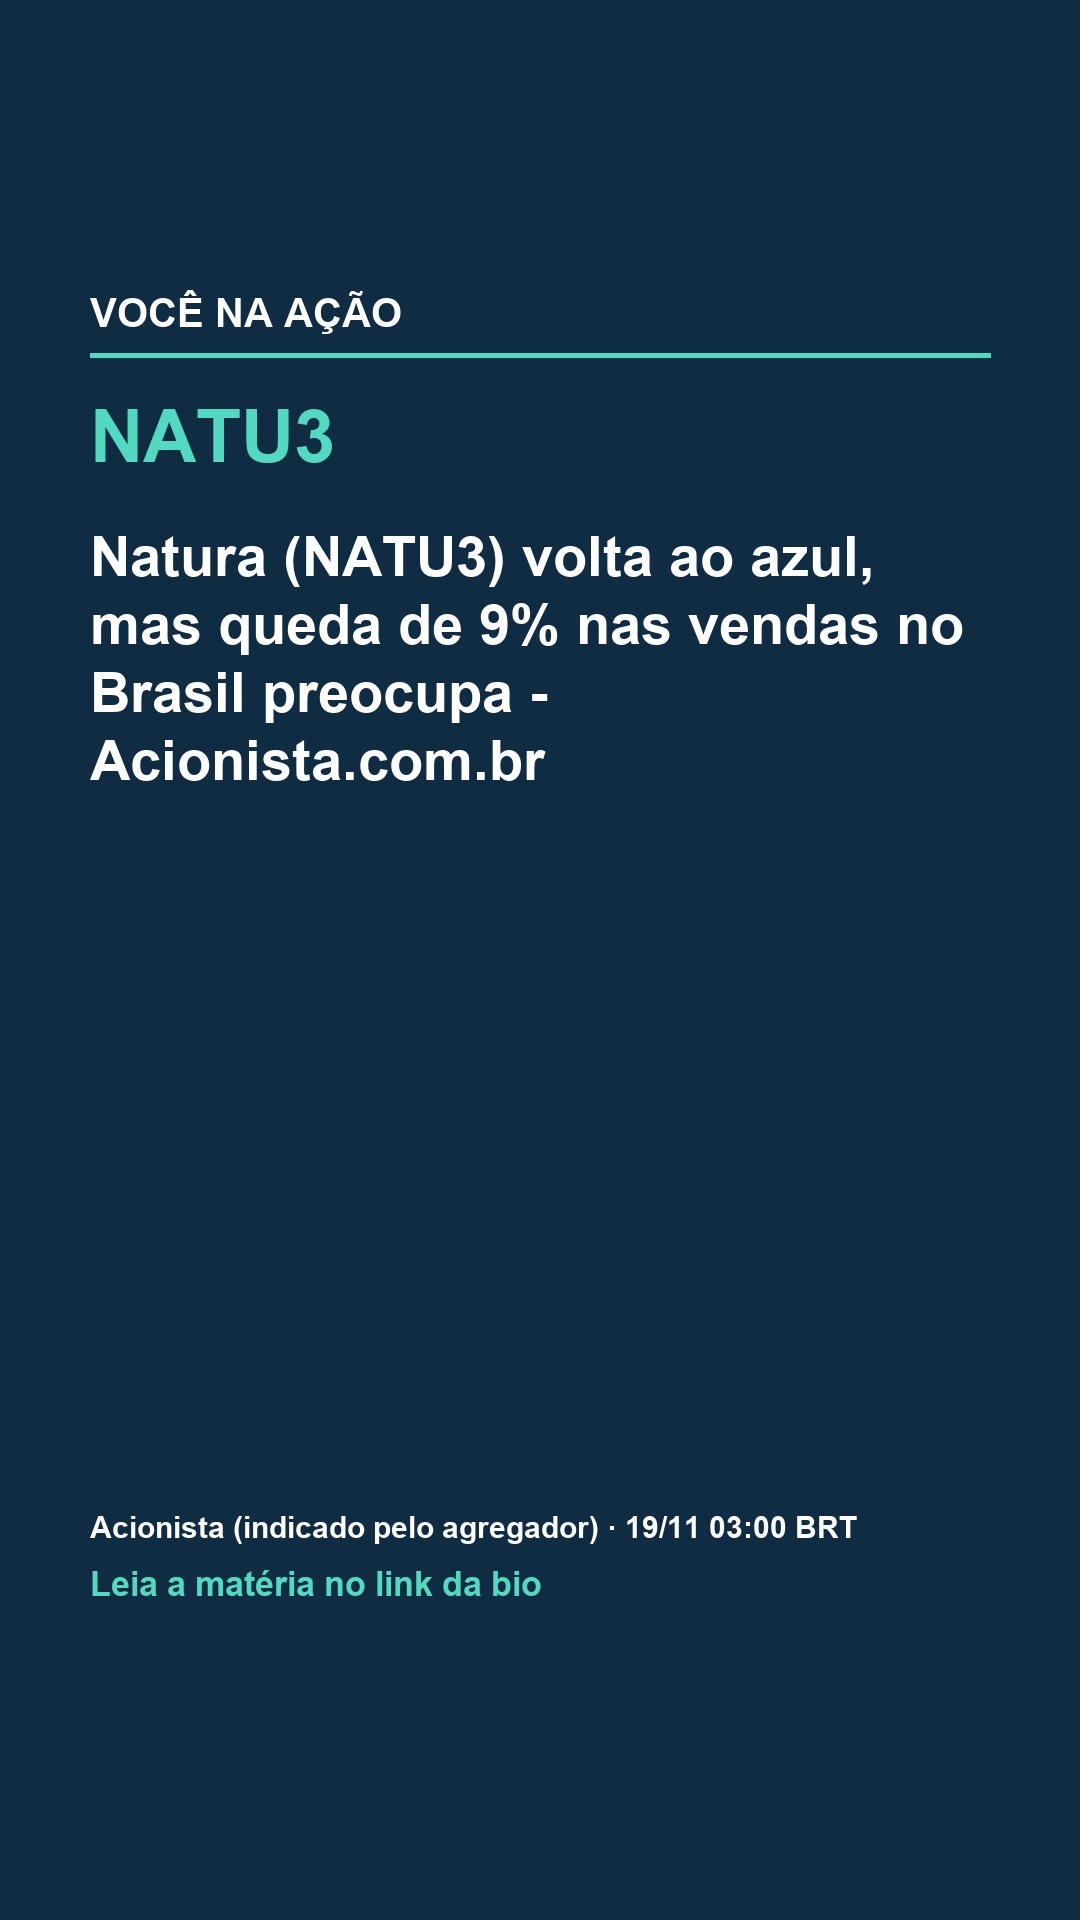 VOCÊ NA AÇÃO
NATU3
Natura (NATU3) volta ao azul,
mas queda de 9% nas vendas no
Brasil preocupa -
Acionista.com.br
Acionista (indicado pelo agregador) · 19/11 03:00 BRT
Leia a matéria no link da bio